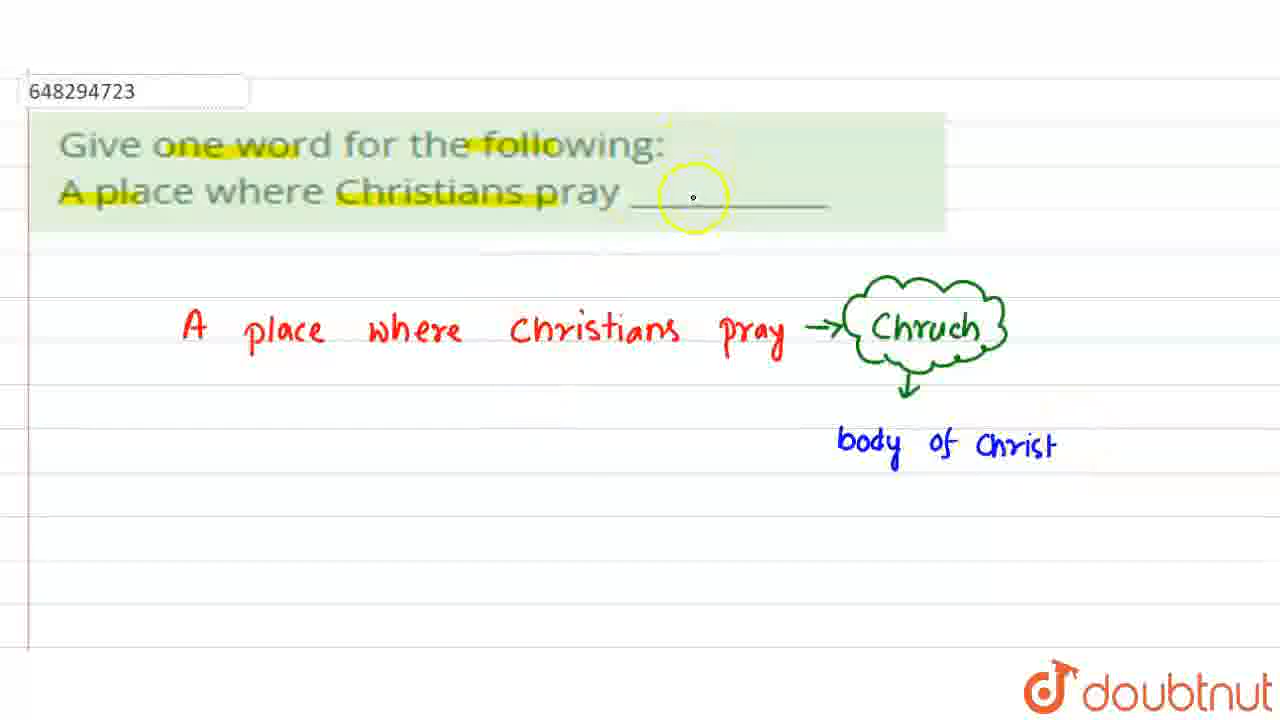 648294723
Give one word for the following:
A place where Christians pray ___________
A place where Christians pray → Chruch
body of Christ
doubtnut